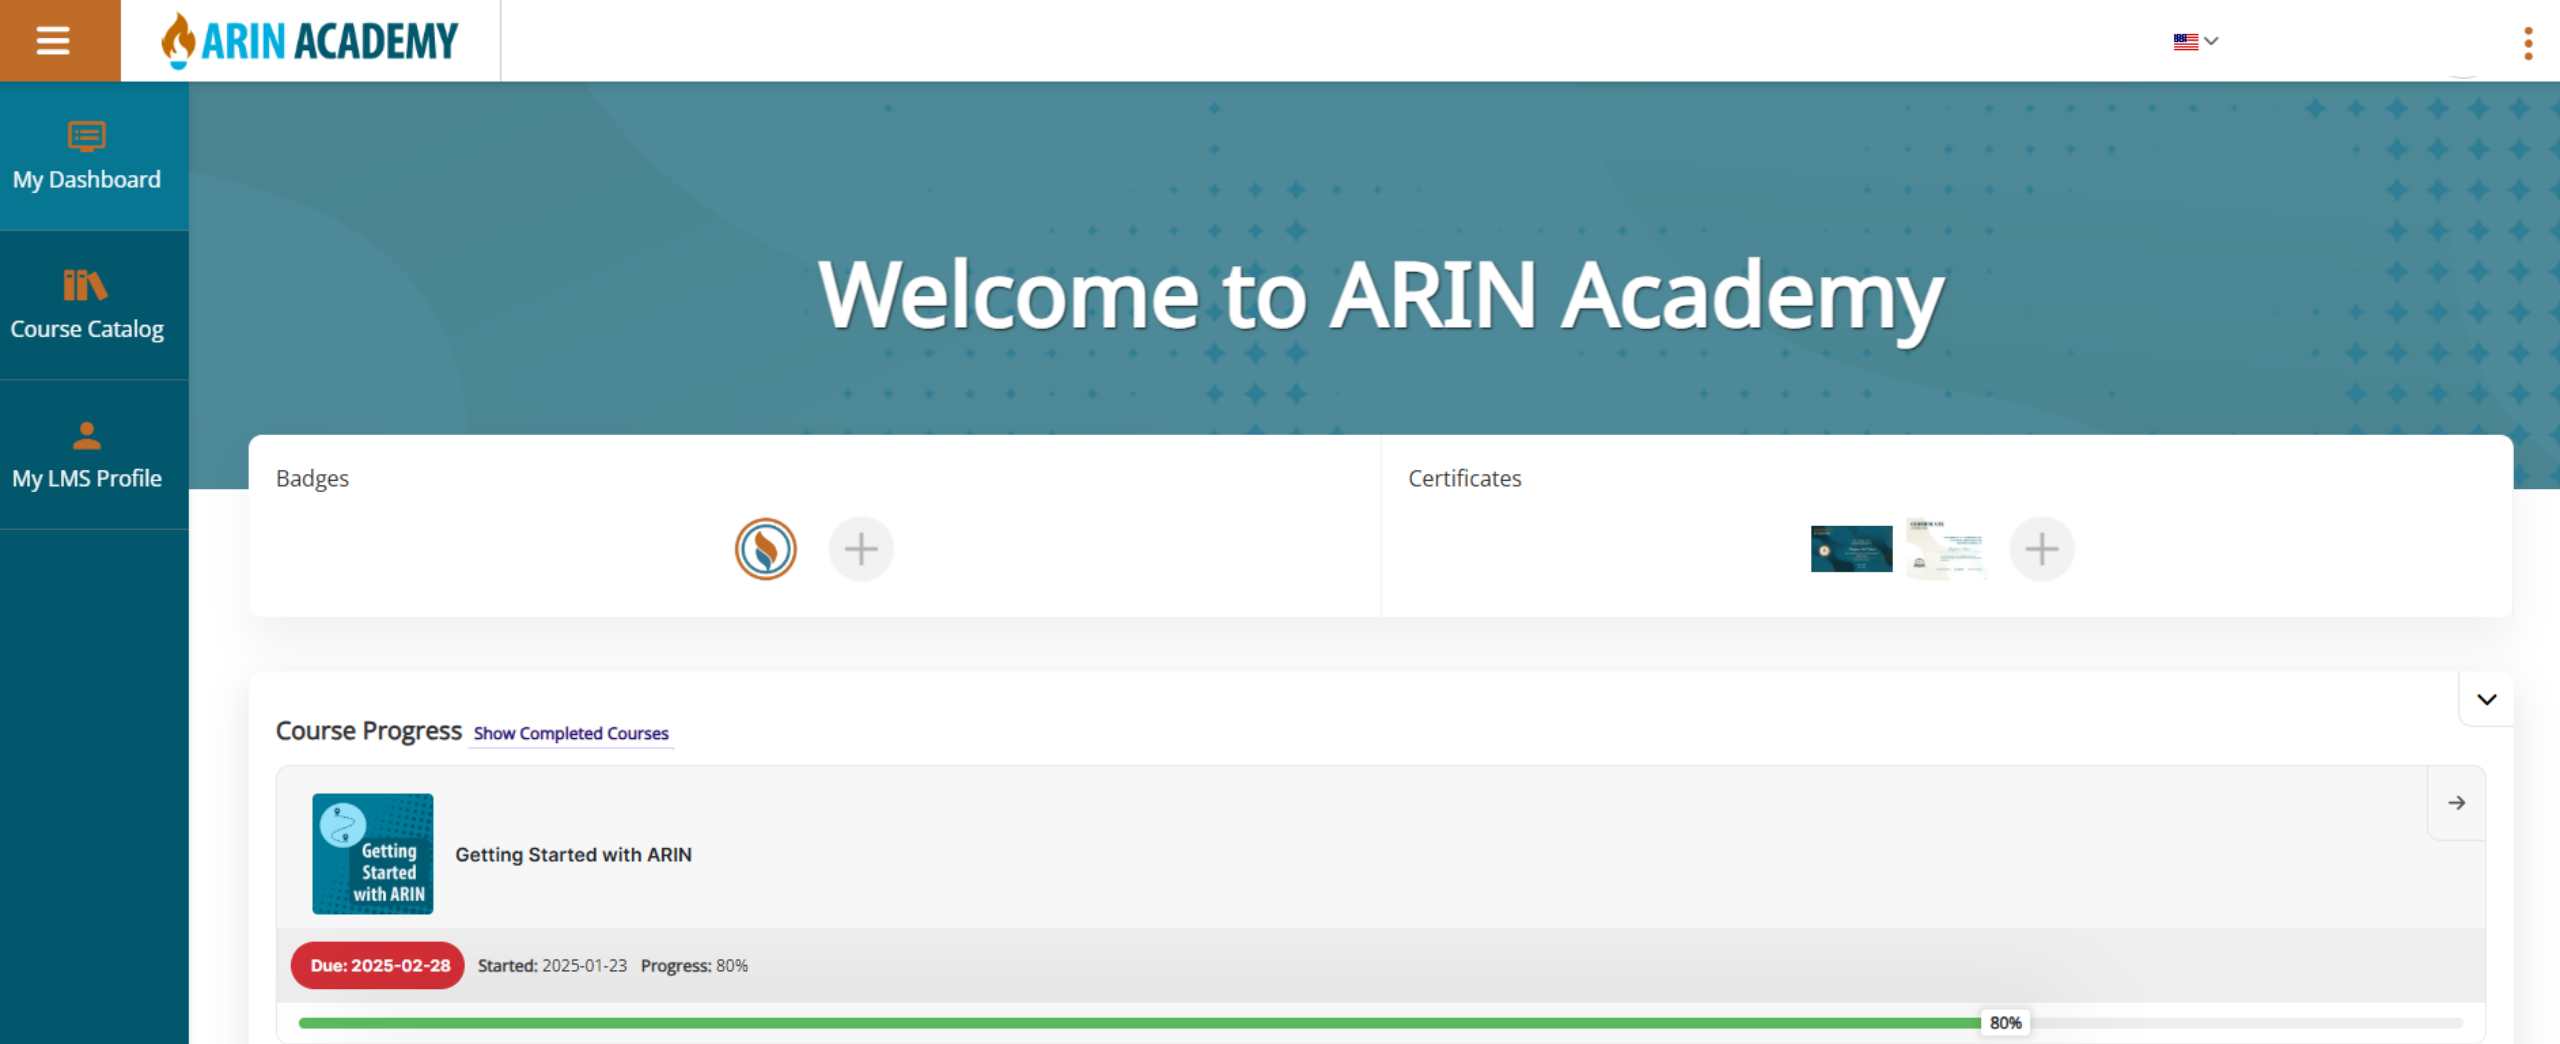 ARIN ACADEMY
My Dashboard
Course Catalog
My LMS Profile
Welcome to ARIN Academy
Badges
Certificates
Course Progress Show Completed Courses
Getting
Started
with ARIN
Getting Started with ARIN
Due: 2025-02-28 Started: 2025-01-23 Progress: 80%
80%